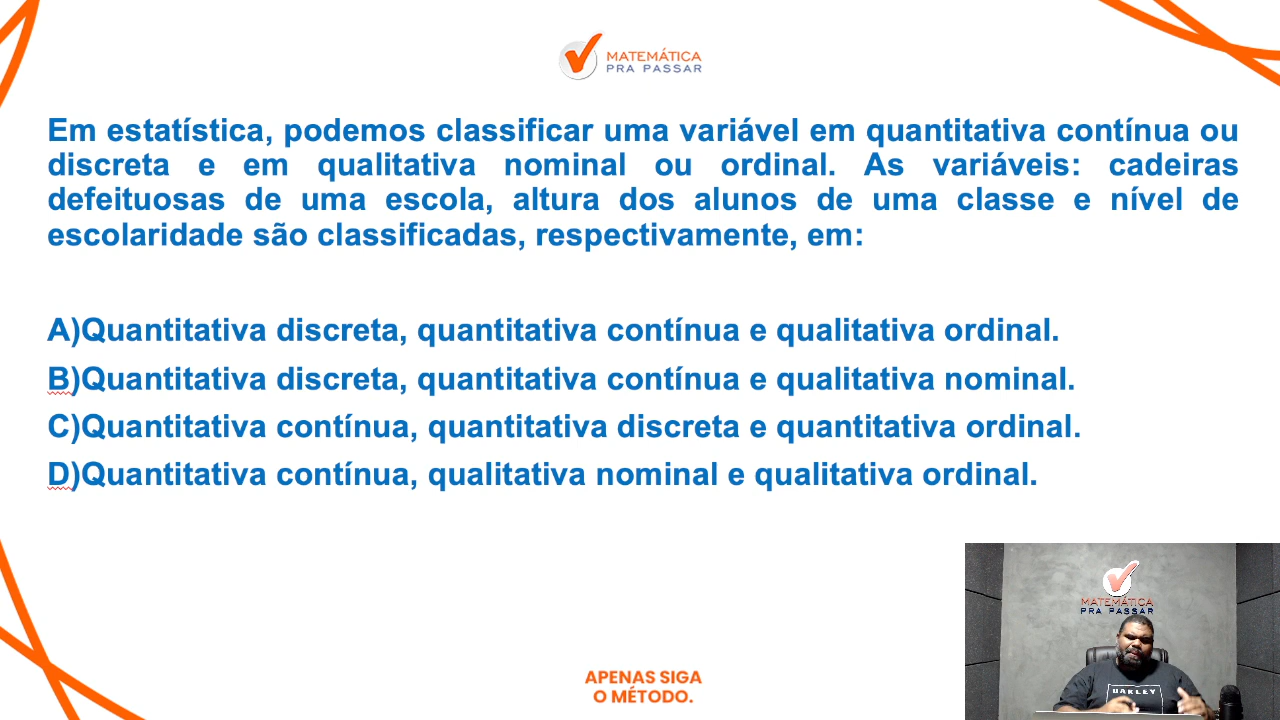 MATEMÁTICA
PRA PASSAR
Em estatística, podemos classificar uma variável em quantitativa contínua ou
discreta e em qualitativa nominal ou ordinal. As variáveis: cadeiras
defeituosas de uma escola, altura dos alunos de uma classe e nível de
escolaridade são classificadas, respectivamente, em:
A)Quantitativa discreta, quantitativa contínua e qualitativa ordinal.
B)Quantitativa discreta, quantitativa contínua e qualitativa nominal.
C)Quantitativa contínua, quantitativa discreta e quantitativa ordinal.
D)Quantitativa contínua, qualitativa nominal e qualitativa ordinal.
MATEMÁTICA
PRA PASSAR
OAKLEY
APENAS SIGA
O MÉTODO.